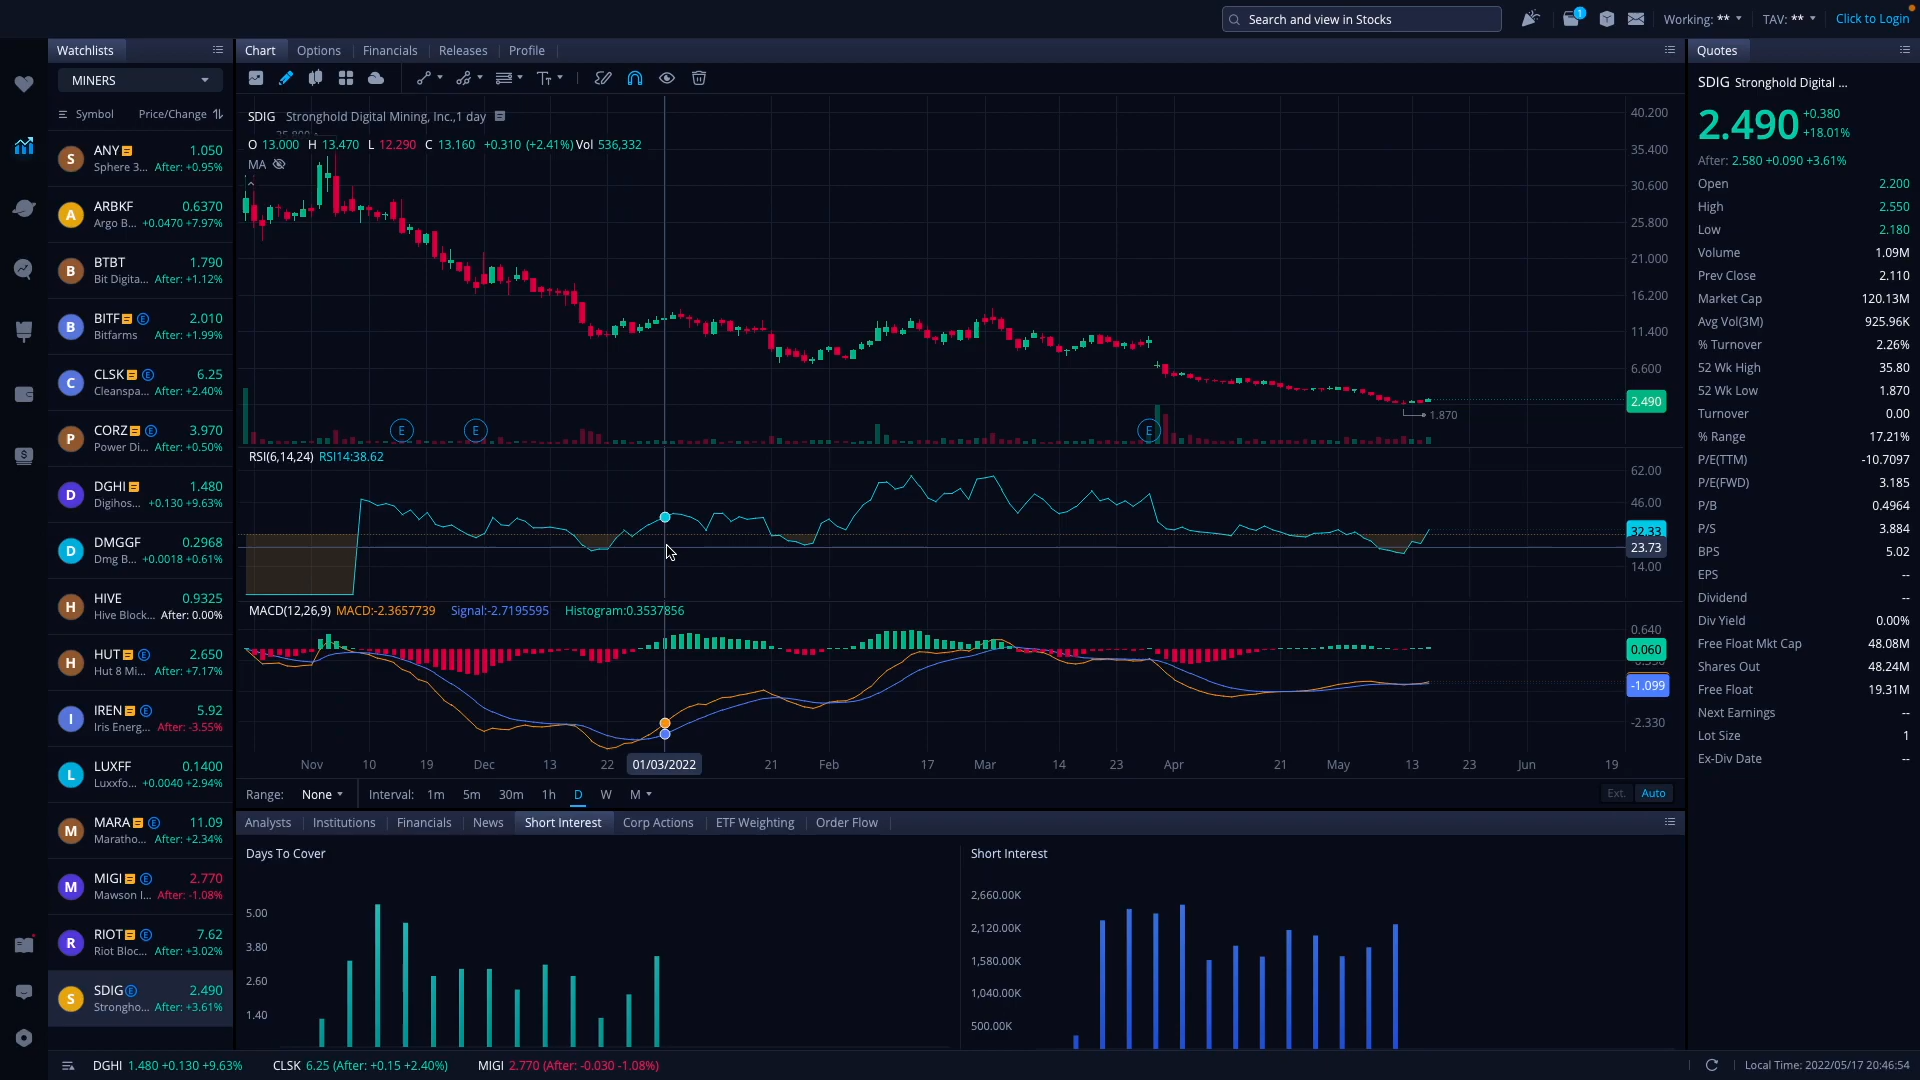 Search and view in Stocks
1
Working: **
TAV: **
Click to Login
Watchlists
MINERS
Symbol Price/Change
S ANY 1.050
Sphere 3... After: +0.95%
A ARBKF 0.6370
Argo B... +0.0470 +7.97%
B BTBT 1.790
Bit Digita... After: +1.12%
B BITF E 2.010
Bitfarms After: +1.99%
C CLSK E 6.25
Cleanspa... After: +2.40%
P CORZ E 3.970
Power Di... After: +0.50%
D DGHI 1.480
Digihos... +0.130 +9.63%
D DMGGF 0.2968
Dmg B... +0.0018 +0.61%
H HIVE 0.9325
Hive Block... After: 0.00%
H HUT E 2.650
Hut 8 Mi... After: +7.17%
I IREN E 5.92
Iris Energ... After: -3.55%
L LUXFF 0.1400
Luxxfo... +0.0040 +2.94%
M MARA E 11.09
Maratho... After: +2.34%
M MIGI E 2.770
Mawson I... After: -1.08%
R RIOT E 7.62
Riot Bloc... After: +3.02%
S SDIG E 2.490
Strongho... After: +3.61%
Chart Options Financials Releases Profile
SDIG Stronghold Digital Mining, Inc.,1 day
O 13.000 H 13.470 L 12.290 C 13.160 +0.310 (+2.41%) Vol 536,332
MA
40.200
35.400
30.600
25.800
21.000
16.200
11.400
6.600
2.490
1.870
E E E
RSI(6,14,24) RSI14:38.62
62.00
46.00
32.33
23.73
14.00
MACD(12,26,9) MACD:-2.3657739 Signal:-2.7195595 Histogram:0.3537856
0.640
0.060
-1.099
-2.330
Nov 10 19 Dec 13 22 01/03/2022 21 Feb 17 Mar 14 23 Apr 21 May 13 23 Jun 19
Range: None Interval: 1m 5m 30m 1h D W M
Ext. Auto
Analysts Institutions Financials News Short Interest Corp Actions ETF Weighting Order Flow
Days To Cover
5.00
3.80
2.60
1.40
Short Interest
2,660.00K
2,120.00K
1,580.00K
1,040.00K
500.00K
Quotes
SDIG Stronghold Digital ...
2.490 +0.380
+18.01%
After: 2.580 +0.090 +3.61%
Open 2.200
High 2.550
Low 2.180
Volume 1.09M
Prev Close 2.110
Market Cap 120.13M
Avg Vol(3M) 925.96K
% Turnover 2.26%
52 Wk High 35.80
52 Wk Low 1.870
Turnover 0.00
% Range 17.21%
P/E(TTM) -10.7097
P/E(FWD) 3.185
P/B 0.4964
P/S 3.884
BPS 5.02
EPS --
Dividend --
Div Yield 0.00%
Free Float Mkt Cap 48.08M
Shares Out 48.24M
Free Float 19.31M
Next Earnings --
Lot Size 1
Ex-Div Date --
DGHI 1.480 +0.130 +9.63% CLSK 6.25 (After: +0.15 +2.40%) MIGI 2.770 (After: -0.030 -1.08%)
Local Time: 2022/05/17 20:46:54